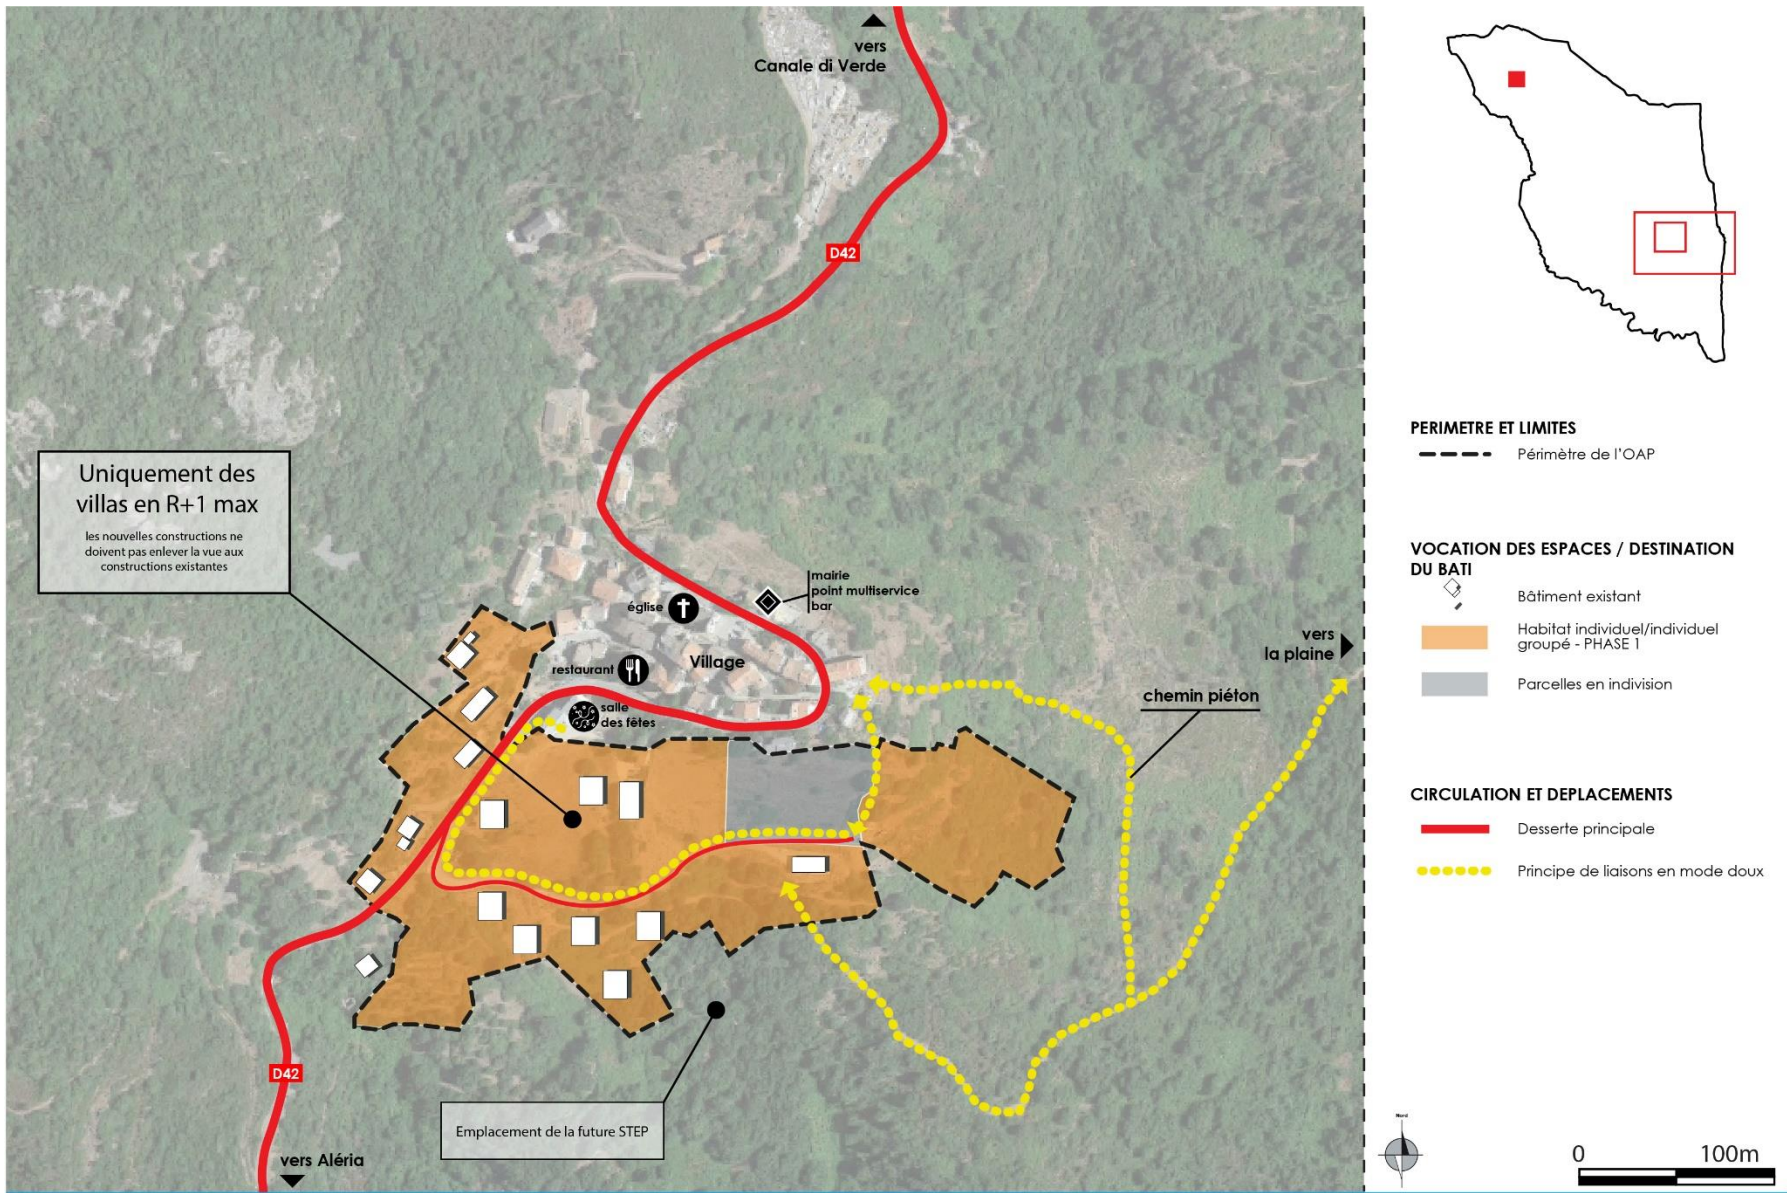 vers
Canale di Verde
D42
Uniquement des
villas en R+1 max
les nouvelles constructions ne
doivent pas enlever la vue aux
constructions existantes
mairie
point multiservice
bar
église
restaurant
Village
salle
des fêtes
vers
la plaine
chemin piéton
D42
Emplacement de la future STEP
vers Aléria
PERIMETRE ET LIMITES
Périmètre de l'OAP
VOCATION DES ESPACES / DESTINATION
DU BATI
Bâtiment existant
Habitat individuel/individuel
groupé - PHASE 1
Parcelles en indivision
CIRCULATION ET DEPLACEMENTS
Desserte principale
Principe de liaisons en mode doux
Nord
0 100m